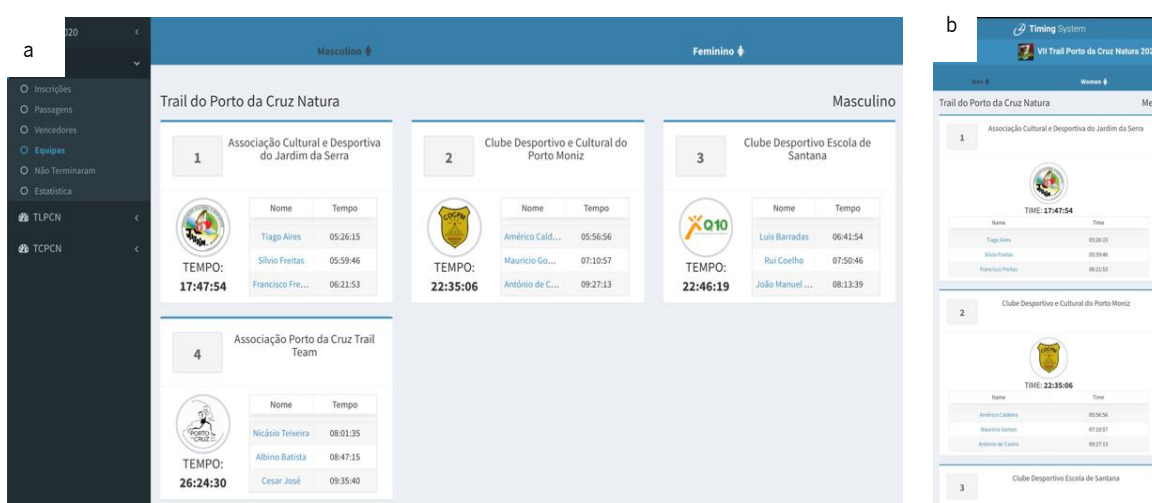 a
020
Inscrições
Passagens
Vencedores
Equipas
Não Terminaram
Estatística
TLPCN
TCPCN
Masculino
Feminino
Trail do Porto da Cruz Natura
Masculino
1
Associação Cultural e Desportiva
do Jardim da Serra
Nome Tempo
Tiago Aires 05:26:15
Sílvio Freitas 05:59:46
Francisco Fre... 06:21:53
TEMPO:
17:47:54
2
Clube Desportivo e Cultural do
Porto Moniz
CDCPM
Nome Tempo
Américo Cald... 05:56:56
Mauricio Go... 07:10:57
António de C... 09:27:13
TEMPO:
22:35:06
3
Clube Desportivo Escola de
Santana
Q10
Nome Tempo
Luis Barradas 06:41:54
Rui Coelho 07:50:46
João Manuel ... 08:13:39
TEMPO:
22:46:19
4
Associação Porto da Cruz Trail
Team
PORTO
CRUZ
Nome Tempo
Nicásio Teixeira 08:01:35
Albino Batista 08:47:15
Cesar José 09:35:40
TEMPO:
26:24:30
b
Timing System
VII Trail Porto da Cruz Natura 202
Men
Women
Trail do Porto da Cruz Natura
Me
1
Associação Cultural e Desportiva do Jardim da Serra
TIME: 17:47:54
Name Time
Tiago Aires 05:26:15
Sílvio Freitas 05:59:46
Francisco Freitas 06:21:53
2
Clube Desportivo e Cultural do Porto Moniz
TIME: 22:35:06
Name Time
Américo Caldeira 05:56:56
Mauricio Gomes 07:10:57
António de Castro 09:27:13
3
Clube Desportivo Escola de Santana